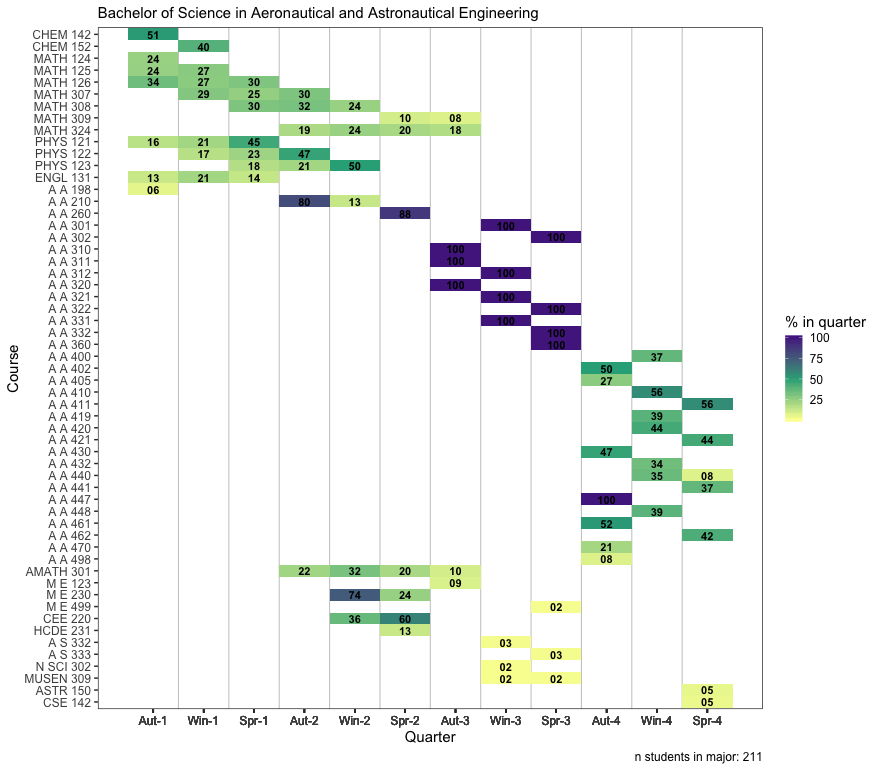 Bachelor of Science in Aeronautical and Astronautical Engineering
CHEM 142 51
CHEM 152 40
MATH 124 24
MATH 125 24 27
MATH 126 34 27 30
MATH 307 29 25 30
MATH 308 30 32 24
MATH 309 10 08
MATH 324 19 24 20 18
PHYS 121 16 21 45
PHYS 122 17 23 47
PHYS 123 18 21 50
ENGL 131 13 21 14
A A 198 06
A A 210 80 13
A A 260 88
A A 301 100
A A 302 100
A A 310 100
A A 311 100
A A 312 100
A A 320 100
A A 321 100
A A 322 100
A A 331 100
A A 332 100
A A 360 100
A A 400 37
A A 402 50
A A 405 27
A A 410 56
A A 411 56
A A 419 39
A A 420 44
A A 421 44
A A 430 47
A A 432 34
A A 440 35 08
A A 441 37
A A 447 100
A A 448 39
A A 461 52
A A 462 42
A A 470 21
A A 498 08
AMATH 301 22 32 20 10
M E 123 09
M E 230 74 24
M E 499 02
CEE 220 36 60
HCDE 231 13
A S 332 03
A S 333 03
N SCI 302 02
MUSEN 309 02 02
ASTR 150 05
CSE 142 05
Course
Aut-1 Win-1 Spr-1 Aut-2 Win-2 Spr-2 Aut-3 Win-3 Spr-3 Aut-4 Win-4 Spr-4
Quarter
% in quarter
100
75
50
25
n students in major: 211